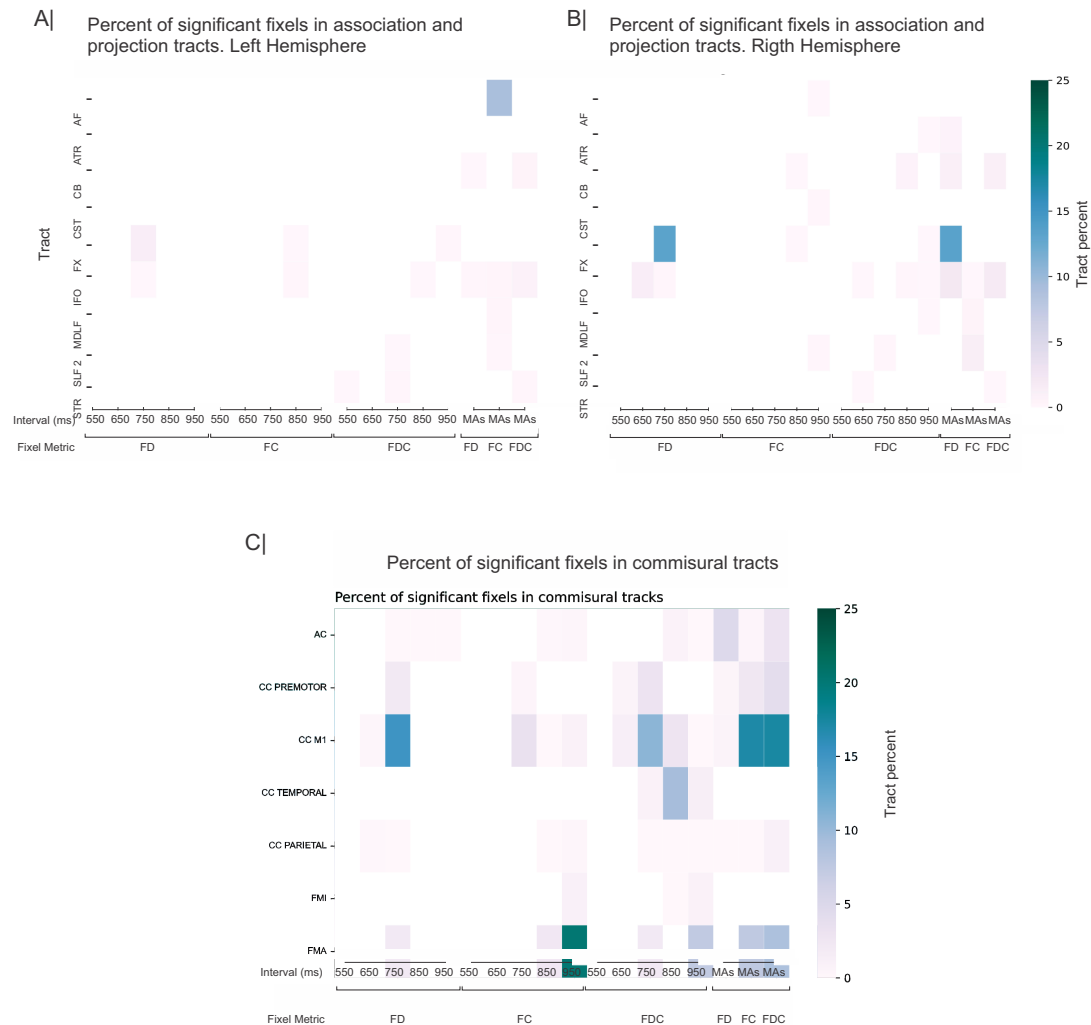 A|
Percent of significant fixels in association and
projection tracts. Left Hemisphere
Tract
AF
ATR
CB
CST
FX
IFO
MDLF
SLF 2
STR
Interval (ms) 550 650 750 850 950 550 650 750 850 950 550 650 750 850 950 MAs MAs MAs
Fixel Metric FD FC FDC FD FC FDC
B|
Percent of significant fixels in association and
projection tracts. Rigth Hemisphere
AF
ATR
CB
CST
FX
IFO
MDLF
SLF 2
STR
550 650 750 850 950 550 650 750 850 950 550 650 750 850 950 MAs MAs MAs
FD FC FDC FD FC FDC
25
20
15
10
5
0
Tract percent
C|
Percent of significant fixels in commisural tracts
Percent of significant fixels in commisural tracks
AC
CC PREMOTOR
CC M1
CC TEMPORAL
CC PARIETAL
FMI
FMA
Interval (ms) 550 650 750 850 950 550 650 750 850 950 550 650 750 850 950 MAs MAs MAs
Fixel Metric FD FC FDC FD FC FDC
25
20
15
10
5
0
Tract percent